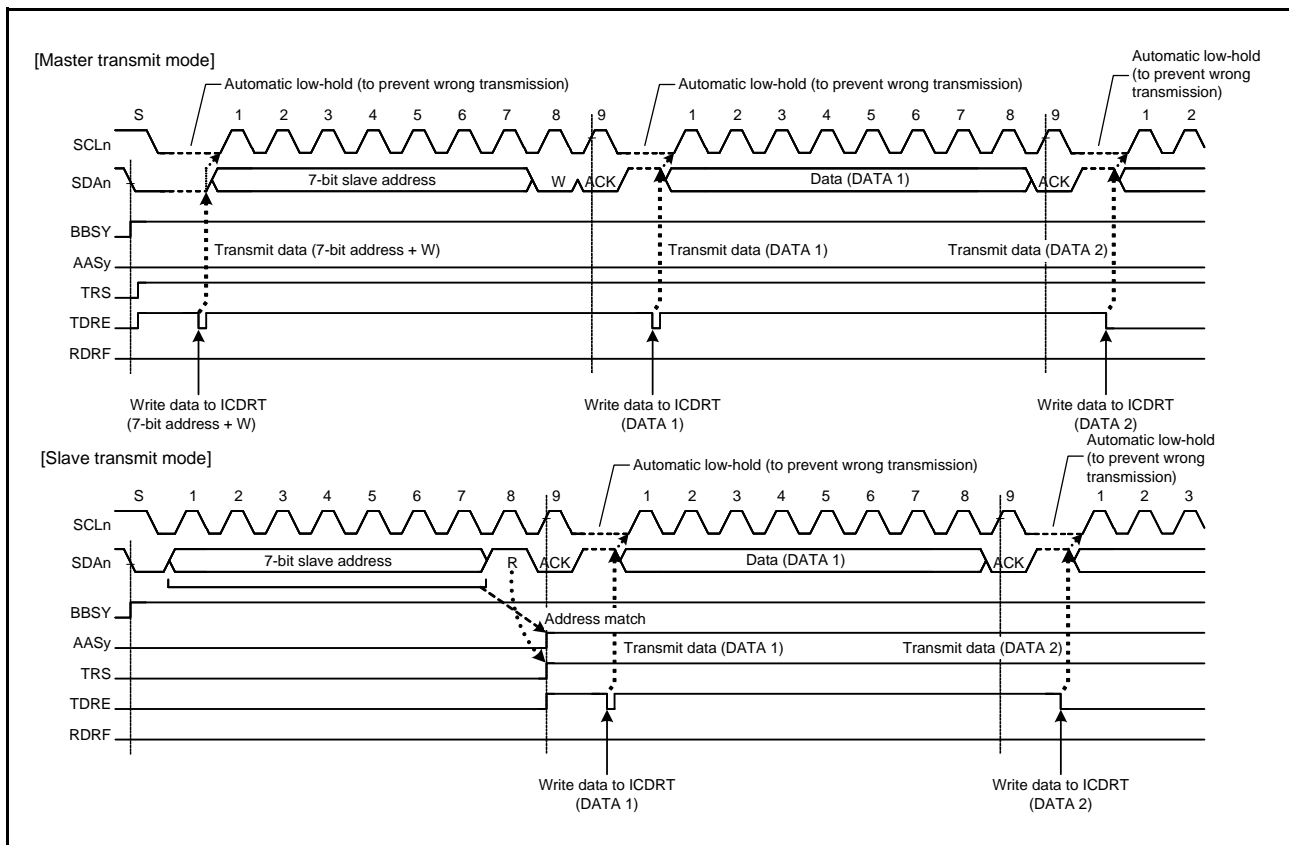 [Master transmit mode]
Automatic low-hold (to prevent wrong transmission)
Automatic low-hold (to prevent wrong transmission)
Automatic low-hold
(to prevent wrong
transmission)
S 1 2 3 4 5 6 7 8 9 1 2 3 4 5 6 7 8 9 1 2
SCLn
SDAn 7-bit slave address W ACK Data (DATA 1) ACK
BBSY
Transmit data (7-bit address + W) Transmit data (DATA 1) Transmit data (DATA 2)
AASy
TRS
TDRE
RDRF
Write data to ICDRT
(7-bit address + W)
Write data to ICDRT
(DATA 1)
Write data to ICDRT
(DATA 2)
[Slave transmit mode]
Automatic low-hold (to prevent wrong transmission)
Automatic low-hold
(to prevent wrong
transmission)
S 1 2 3 4 5 6 7 8 9 1 2 3 4 5 6 7 8 9 1 2 3
SCLn
SDAn 7-bit slave address R ACK Data (DATA 1) ACK
BBSY
Address match
AASy
Transmit data (DATA 1) Transmit data (DATA 2)
TRS
TDRE
RDRF
Write data to ICDRT
(DATA 1)
Write data to ICDRT
(DATA 2)